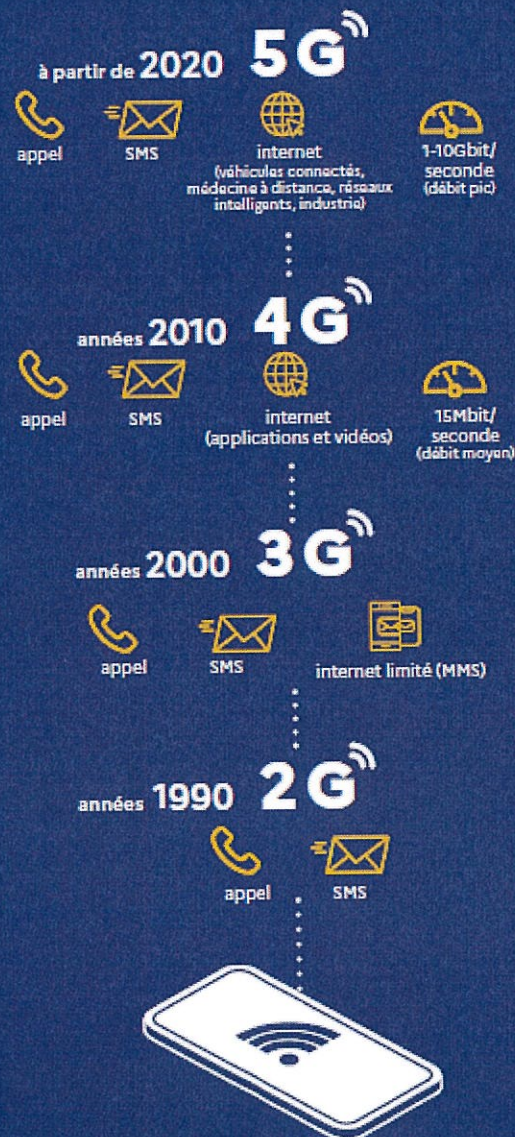 à partir de 2020 5G
appel
SMS
internet
(véhicules connectés,
médecine à distance, réseaux
intelligents, industrie)
1-10Gbit/
seconde
(débit pic)
années 2010 4G
appel
SMS
internet
(applications et vidéos)
15Mbit/
seconde
(débit moyen)
années 2000 3G
appel
SMS
internet limité (MMS)
années 1990 2G
appel
SMS